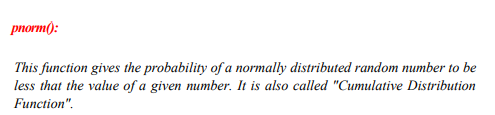 pnorm():
This function gives the probability of a normally distributed random number to be
less that the value of a given number. It is also called "Cumulative Distribution
Function".